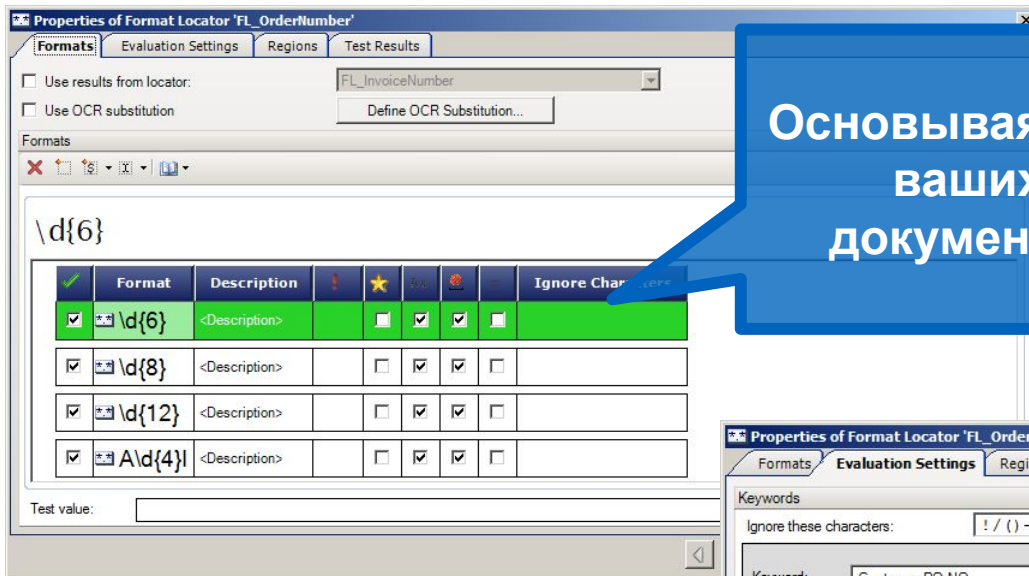 Properties of Format Locator 'FL_OrderNumber'
Formats Evaluation Settings Regions Test Results
Use results from locator: FL_InvoiceNumber
Use OCR substitution Define OCR Substitution...
Formats
\d{6}
Format Description Ignore Characters
\d{6} <Description>
\d{8} <Description>
\d{12} <Description>
A\d{4}I <Description>
Test value:
Основывая
ваших
докумен
Properties of Format Locator 'FL_Order
Formats Evaluation Settings Regi
Keywords
Ignore these characters: ! / ( ) -